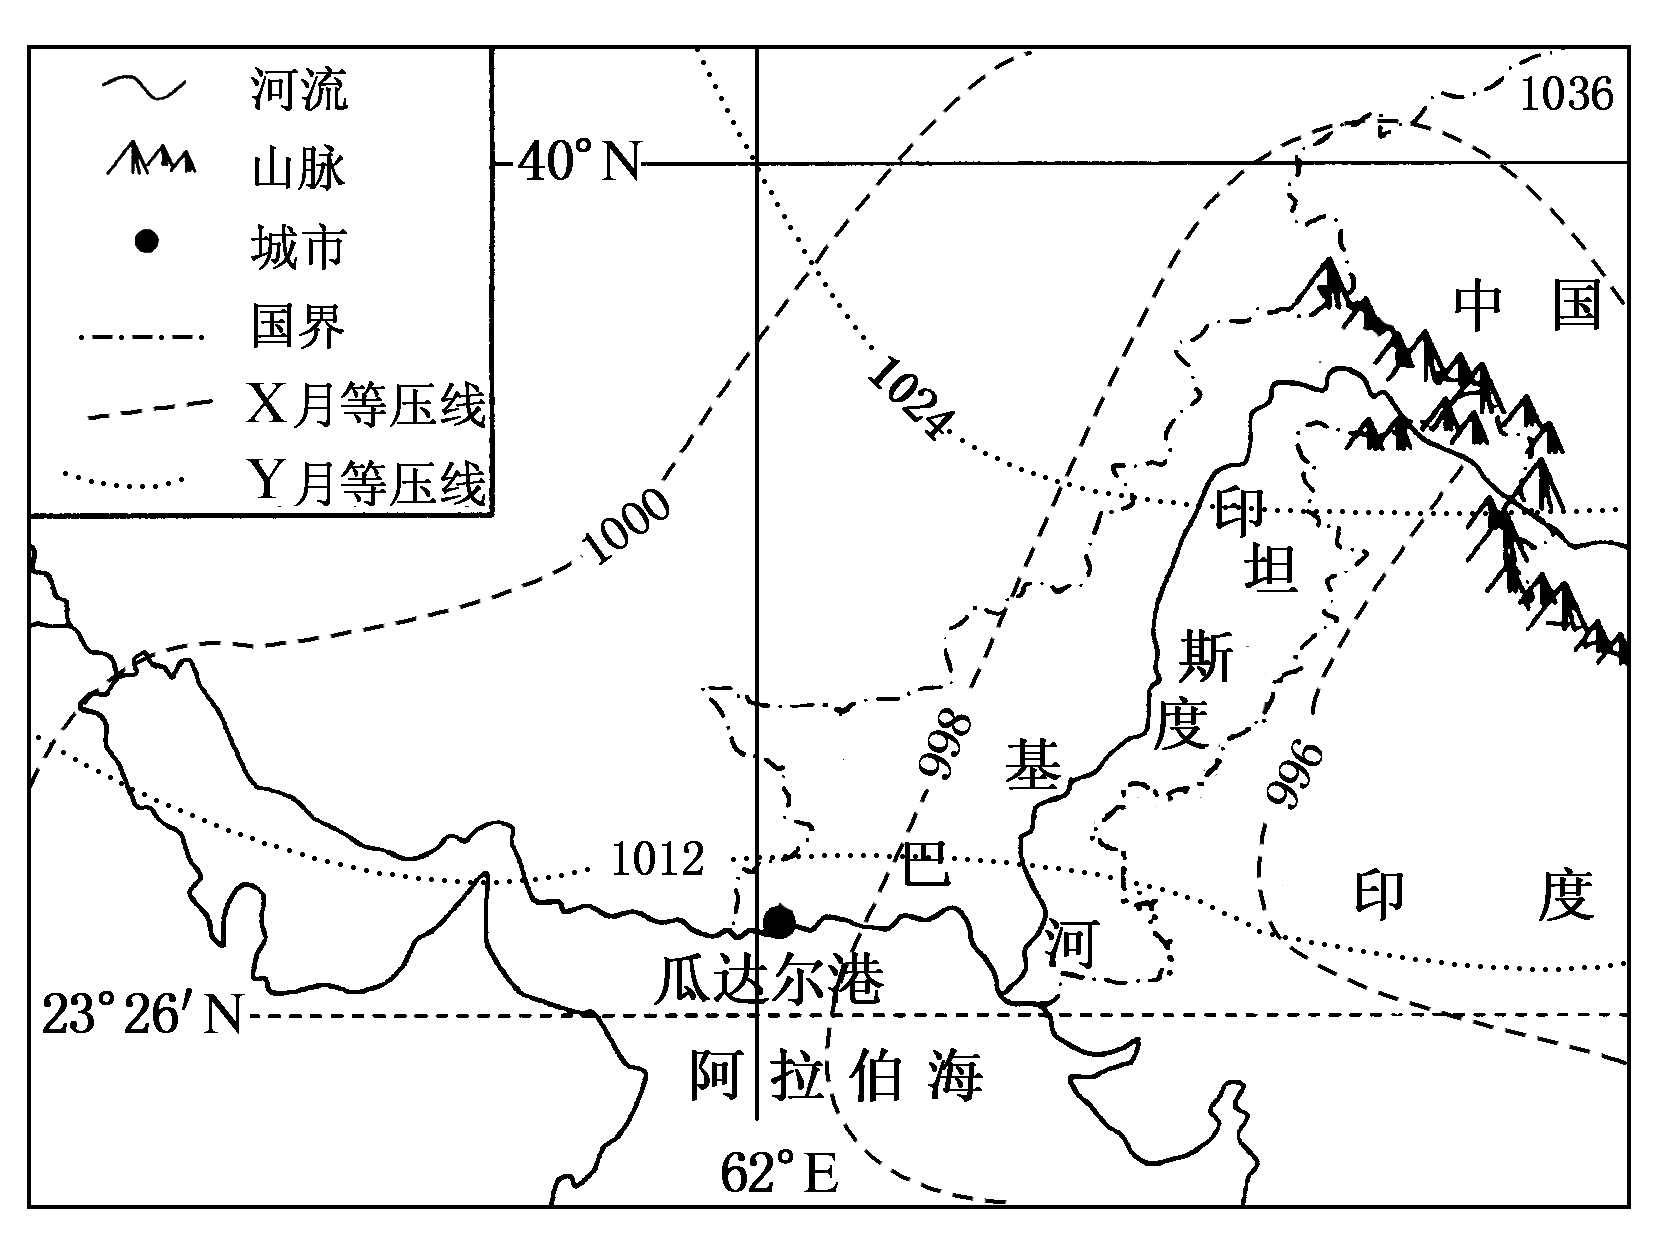 河流
山脉
城市
国界
X月等压线
Y月等压线
40°N
1036
中国
1024
1000
印
坦
斯
度
998
基
996
1012
巴
印度
河
瓜达尔港
23°26′N
阿拉伯海
62°E